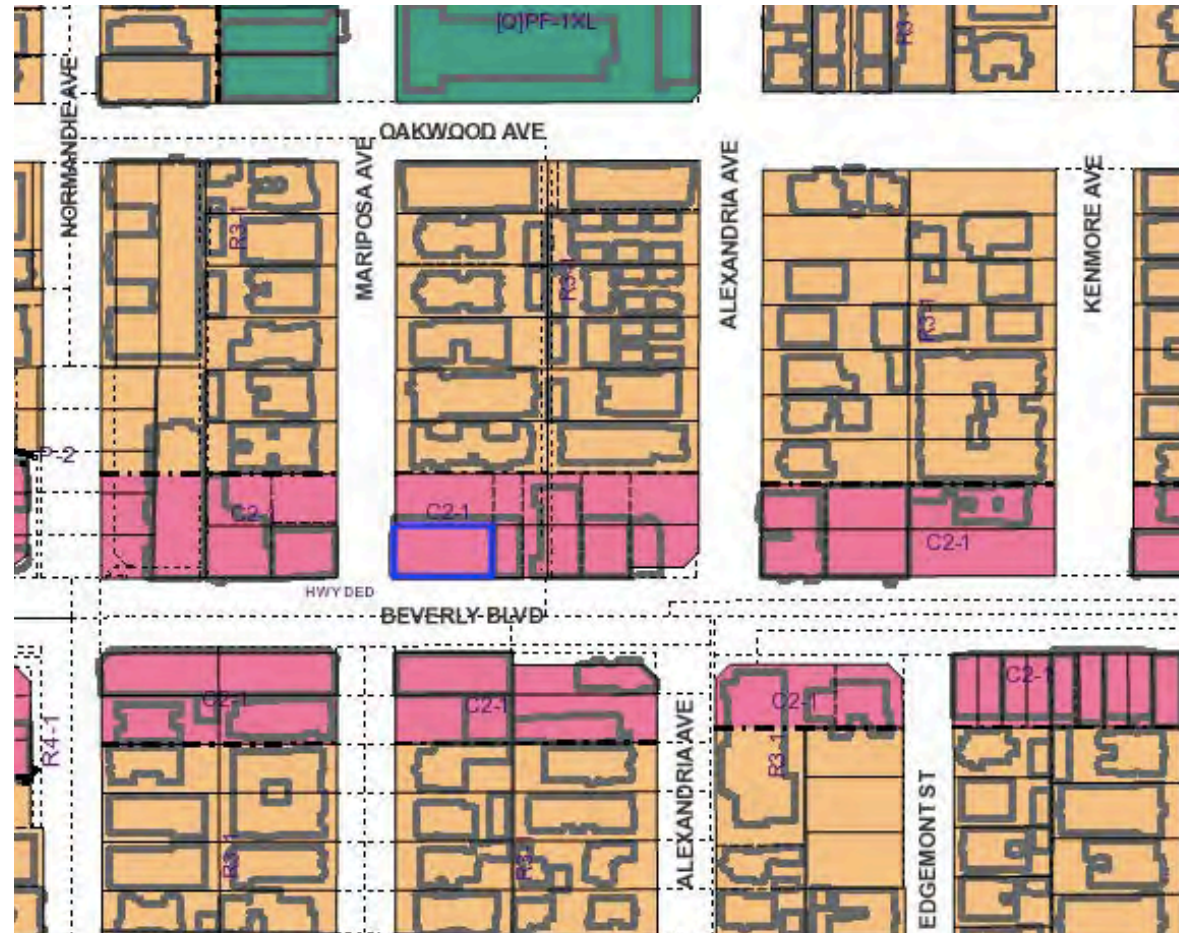 [Q]PF-1XL
R3
NORMANDIE AVE
OAKWOOD AVE
MARIPOSA AVE
ALEXANDRIA AVE
KENMORE AVE
R3-1
R3-1
R3-1
P-2
C2-1
C2-1
C2-1
HWY DED
BEVERLY BLVD
R4-1
C2-1
C2-1
C2-1
C2-1
ALEXANDRIA AVE
R3-1
EDGEMONT ST
R3-1
R3-1